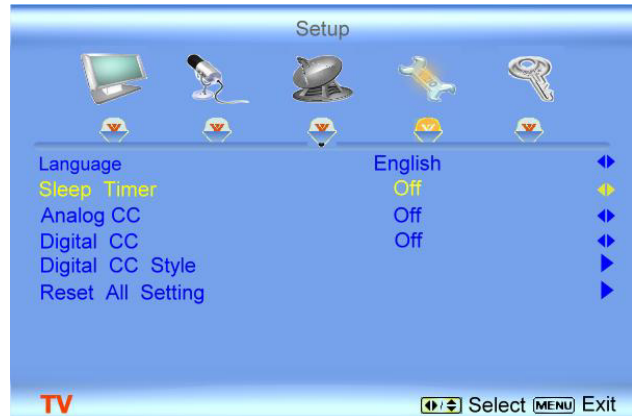 Setup
Language English
Sleep Timer Off
Analog CC Off
Digital CC Off
Digital CC Style
Reset All Setting
TV Select MENU Exit